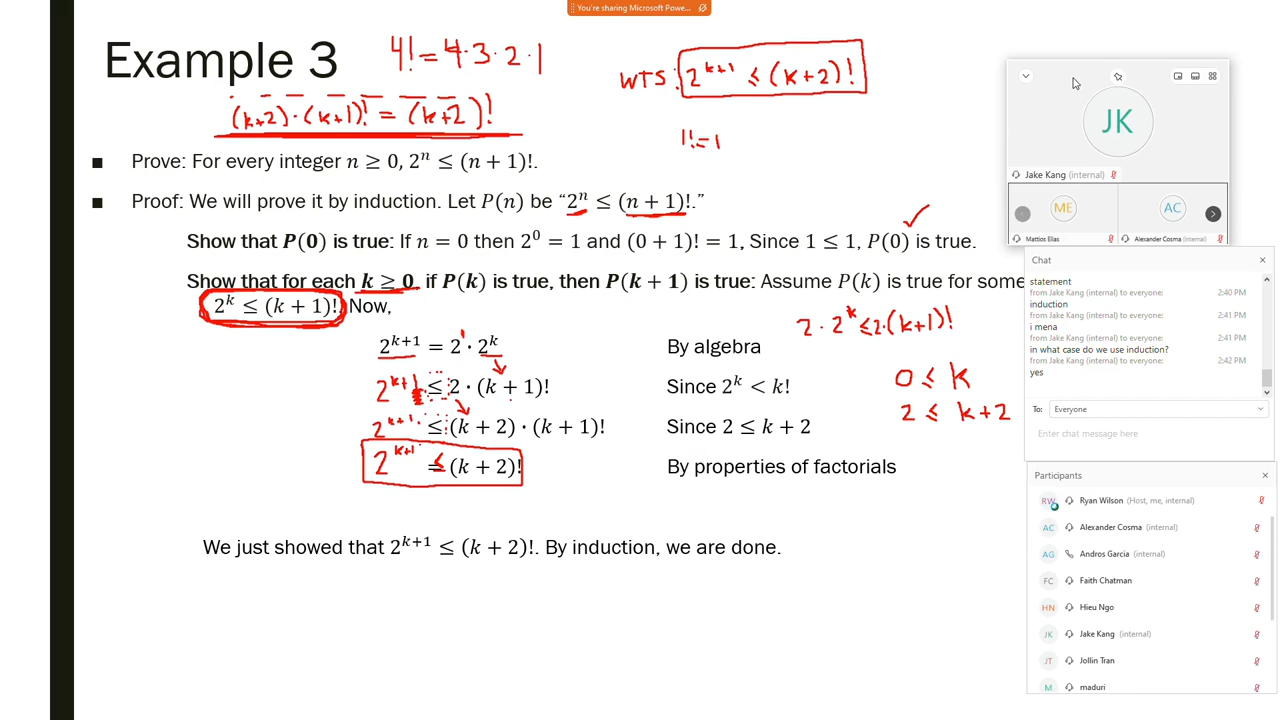 You're sharing Microsoft Powe...
Example 3
4! = 4·3·2·1
WTS: 2^{k+1} ≤ (k+2)!
(k+2)·(k+1)! = (k+2)!
1! = 1
■ Prove: For every integer n ≥ 0, 2^n ≤ (n + 1)!.
■ Proof: We will prove it by induction. Let P(n) be “2^n ≤ (n + 1)!.”
Show that P(0) is true: If n = 0 then 2^0 = 1 and (0 + 1)! = 1, Since 1 ≤ 1, P(0) is true. ✓
Show that for each k ≥ 0, if P(k) is true, then P(k + 1) is true: Assume P(k) is true for some
2^k ≤ (k + 1)!. Now,
2 · 2^k ≤ 2·(k+1)!
2^{k+1} = 2^1 · 2^k By algebra
2^{k+1} ≤ 2 · (k + 1)! Since 2^k < k!
0 ≤ k
2^{k+1} ≤ (k + 2) · (k + 1)! Since 2 ≤ k + 2
2 ≤ k+2
2^{k+1} ≤ (k + 2)! By properties of factorials
We just showed that 2^{k+1} ≤ (k + 2)!. By induction, we are done.
JK
Jake Kang (internal)
ME
AC
Mattios Elias
Alexander Cosma (internal)
Chat
statement
from Jake Kang (internal) to everyone: 2:40 PM
induction
from Jake Kang (internal) to everyone: 2:41 PM
i mena
from Jake Kang (internal) to everyone: 2:41 PM
in what case do we use induction?
from Jake Kang (internal) to everyone: 2:42 PM
yes
To: Everyone
Enter chat message here
Participants
RW Ryan Wilson (Host, me, internal)
AC Alexander Cosma (internal)
AG Andros Garcia (internal)
FC Faith Chatman
HN Hieu Ngo
JK Jake Kang (internal)
JT Jollin Tran
M maduri